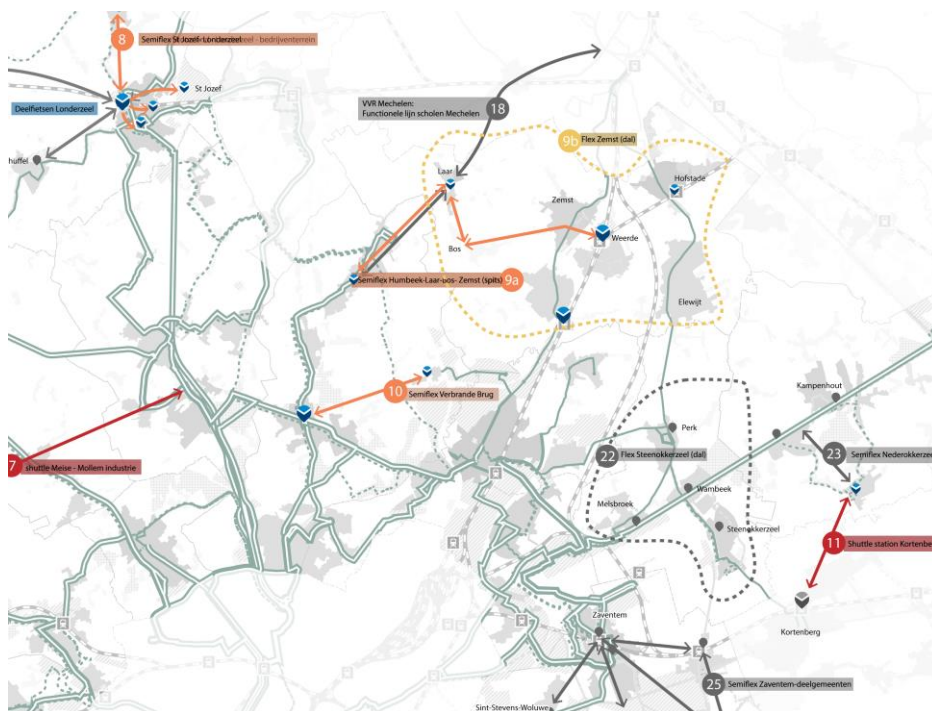 8
Semiflex St Jozef- Londerzeel - bedrijventerrein
St Jozef
Deelfietsen Londerzeel
huffel
VVR Mechelen:
Functionele lijn scholen Mechelen
18
9b
Flex Zemst (dal)
Laar
Hofstade
Zemst
Weerde
Bos
Semiflex Humbeek-Laar-Bos- Zemst (spits)
9a
Elewijt
10
Semiflex Verbrande Brug
Kampenhout
7
shuttle Meise - Mollem industrie
Perk
22
Flex Steenokkerzeel (dal)
23
Semiflex Nederokkerzee
Wambeek
Melsbroek
Steenokkerzeel
11
Shuttle station Kortenbe
Zaventem
Kortenberg
25
Semiflex Zaventem-deelgemeenten
Sint-Stevens-Woluwe